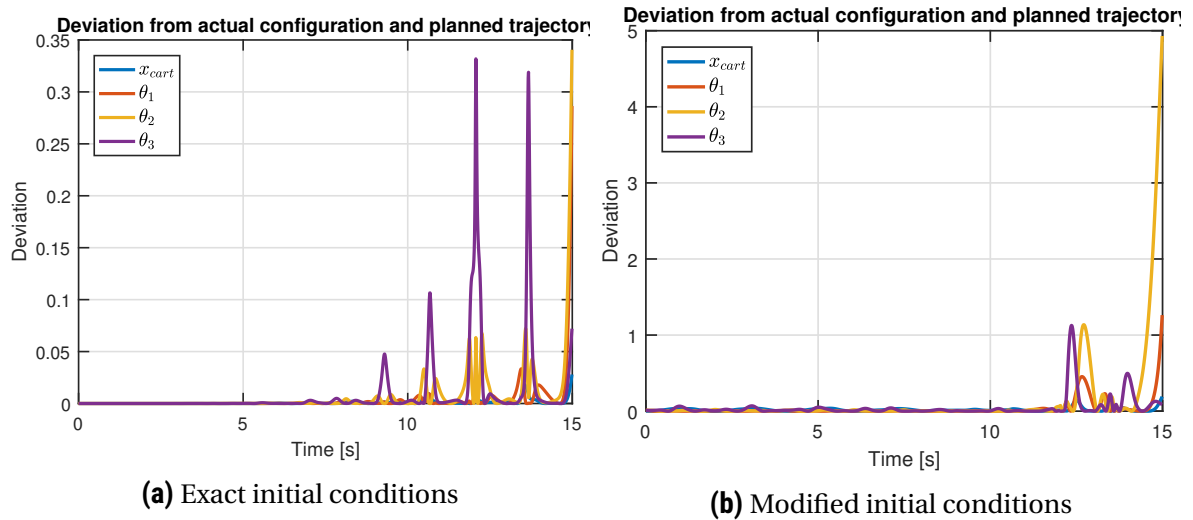 Deviation from actual configuration and planned trajectory
0.35
0.3
0.25
0.2
0.15
0.1
0.05
0
Deviation
x_cart
θ_1
θ_2
θ_3
0 5 10 15
Time [s]
(a) Exact initial conditions
Deviation from actual configuration and planned trajectory
5
4
3
2
1
0
Deviation
x_cart
θ_1
θ_2
θ_3
0 5 10 15
Time [s]
(b) Modified initial conditions